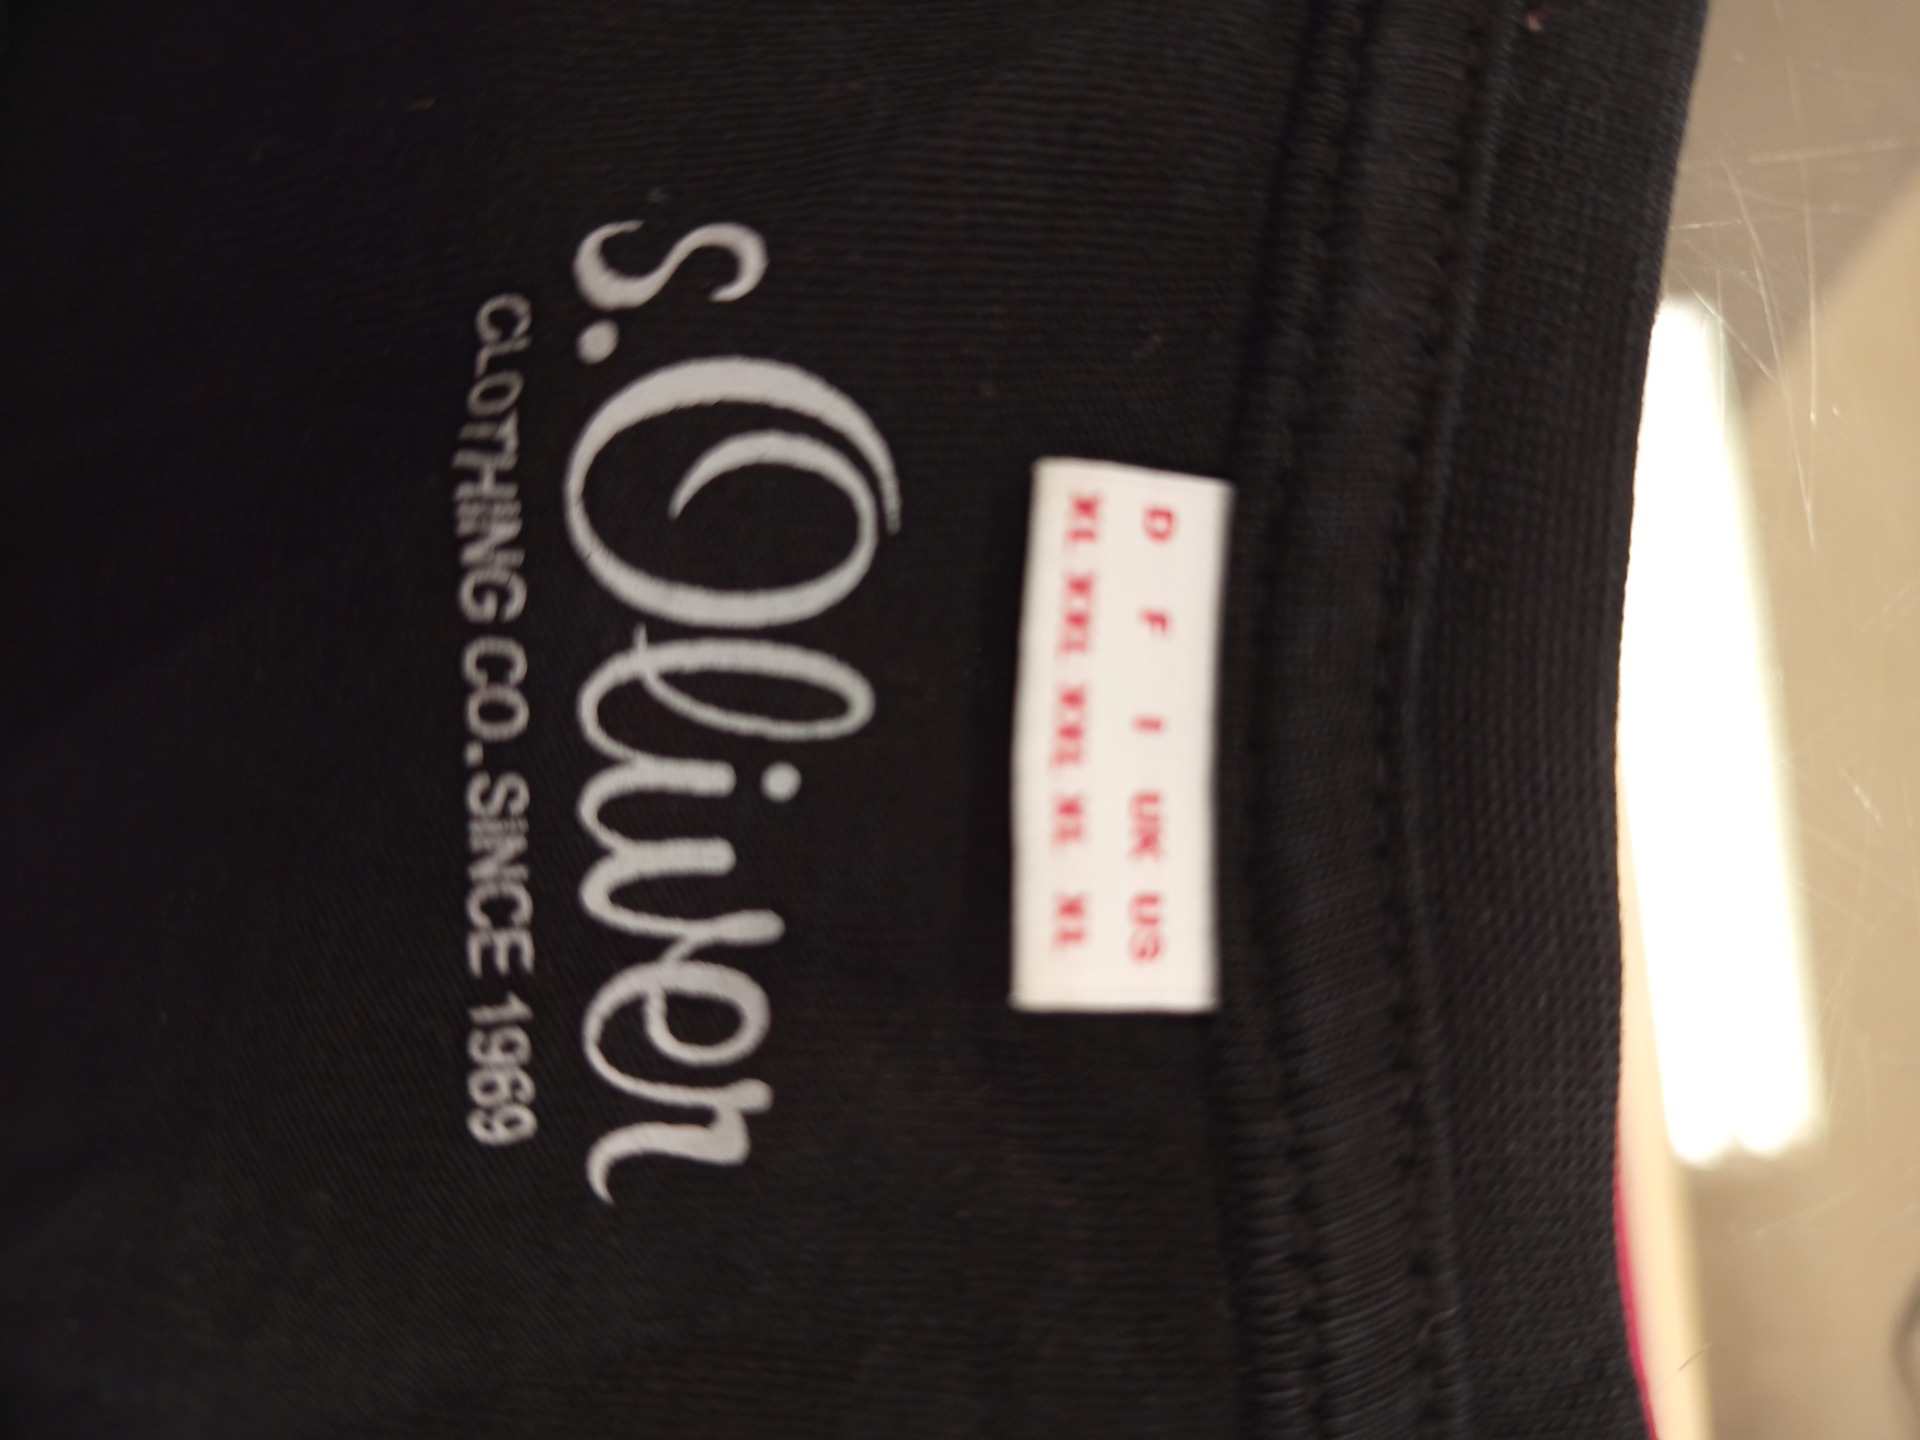 D F I UK US
XL XXL XXL XL XL
s.Oliver
CLOTHING CO.SINCE 1969